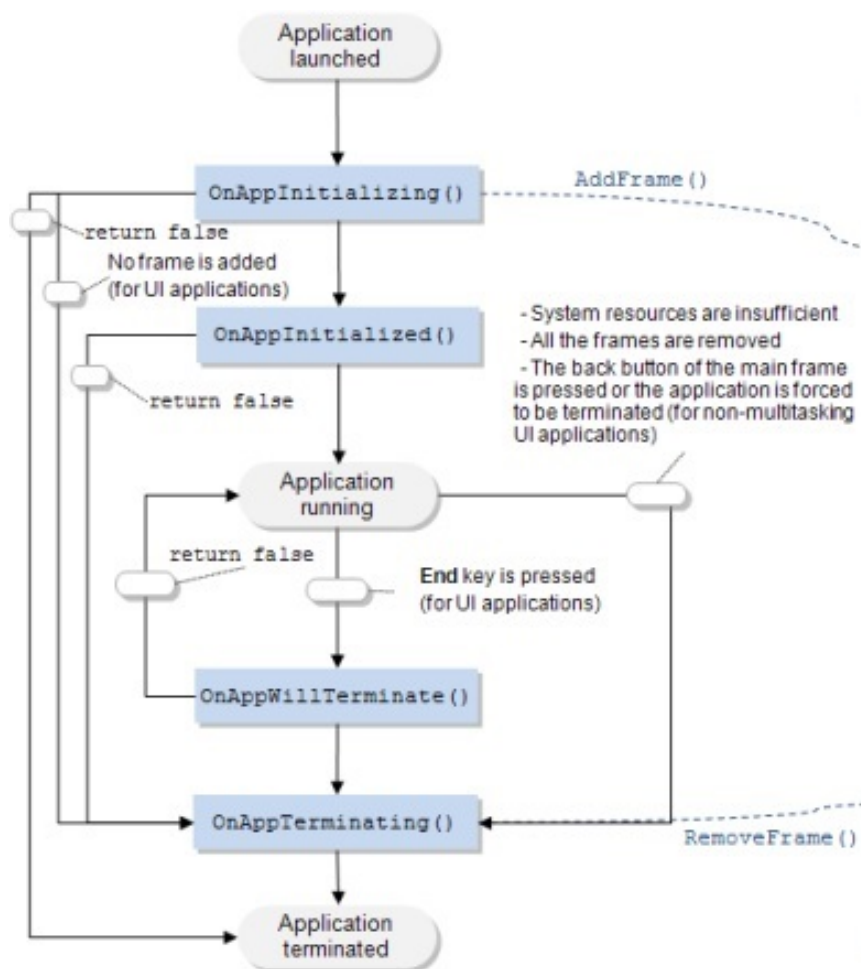 Application
launched
OnAppInitializing()
AddFrame()
return false
No frame is added
(for UI applications)
OnAppInitialized()
- System resources are insufficient
- All the frames are removed
- The back button of the main frame
is pressed or the application is forced
to be terminated (for non-multitasking
UI applications)
return false
Application
running
return false
End key is pressed
(for UI applications)
OnAppWillTerminate()
OnAppTerminating()
RemoveFrame()
Application
terminated